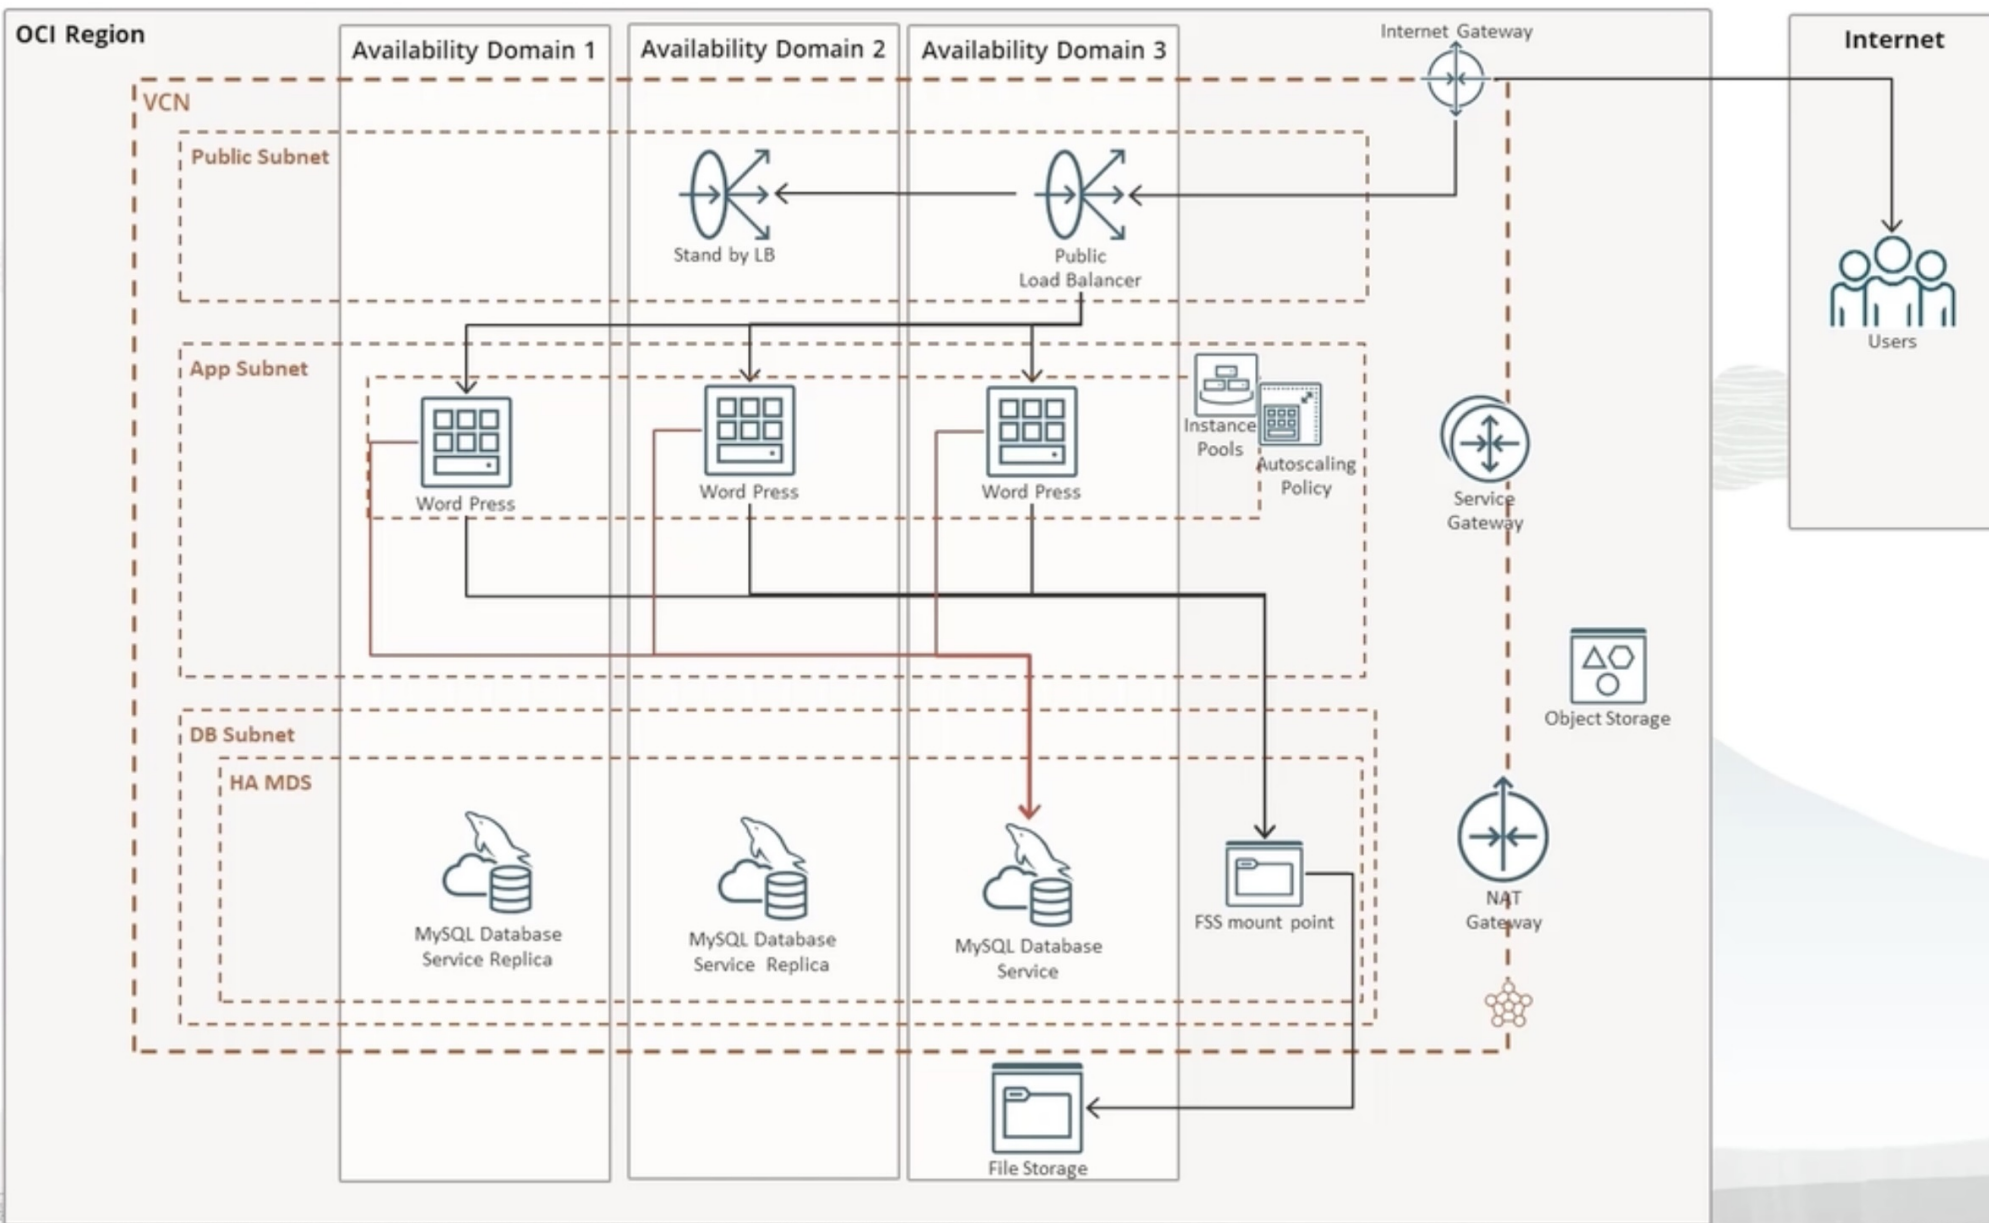 OCI Region
Availability Domain 1
Availability Domain 2
Availability Domain 3
Internet Gateway
Internet
VCN
Public Subnet
Stand by LB
Public
Load Balancer
Users
App Subnet
Word Press
Word Press
Word Press
Instance
Pools
Autoscaling
Policy
Service
Gateway
Object Storage
DB Subnet
HA MDS
MySQL Database
Service Replica
MySQL Database
Service Replica
MySQL Database
Service
FSS mount point
NAT
Gateway
File Storage